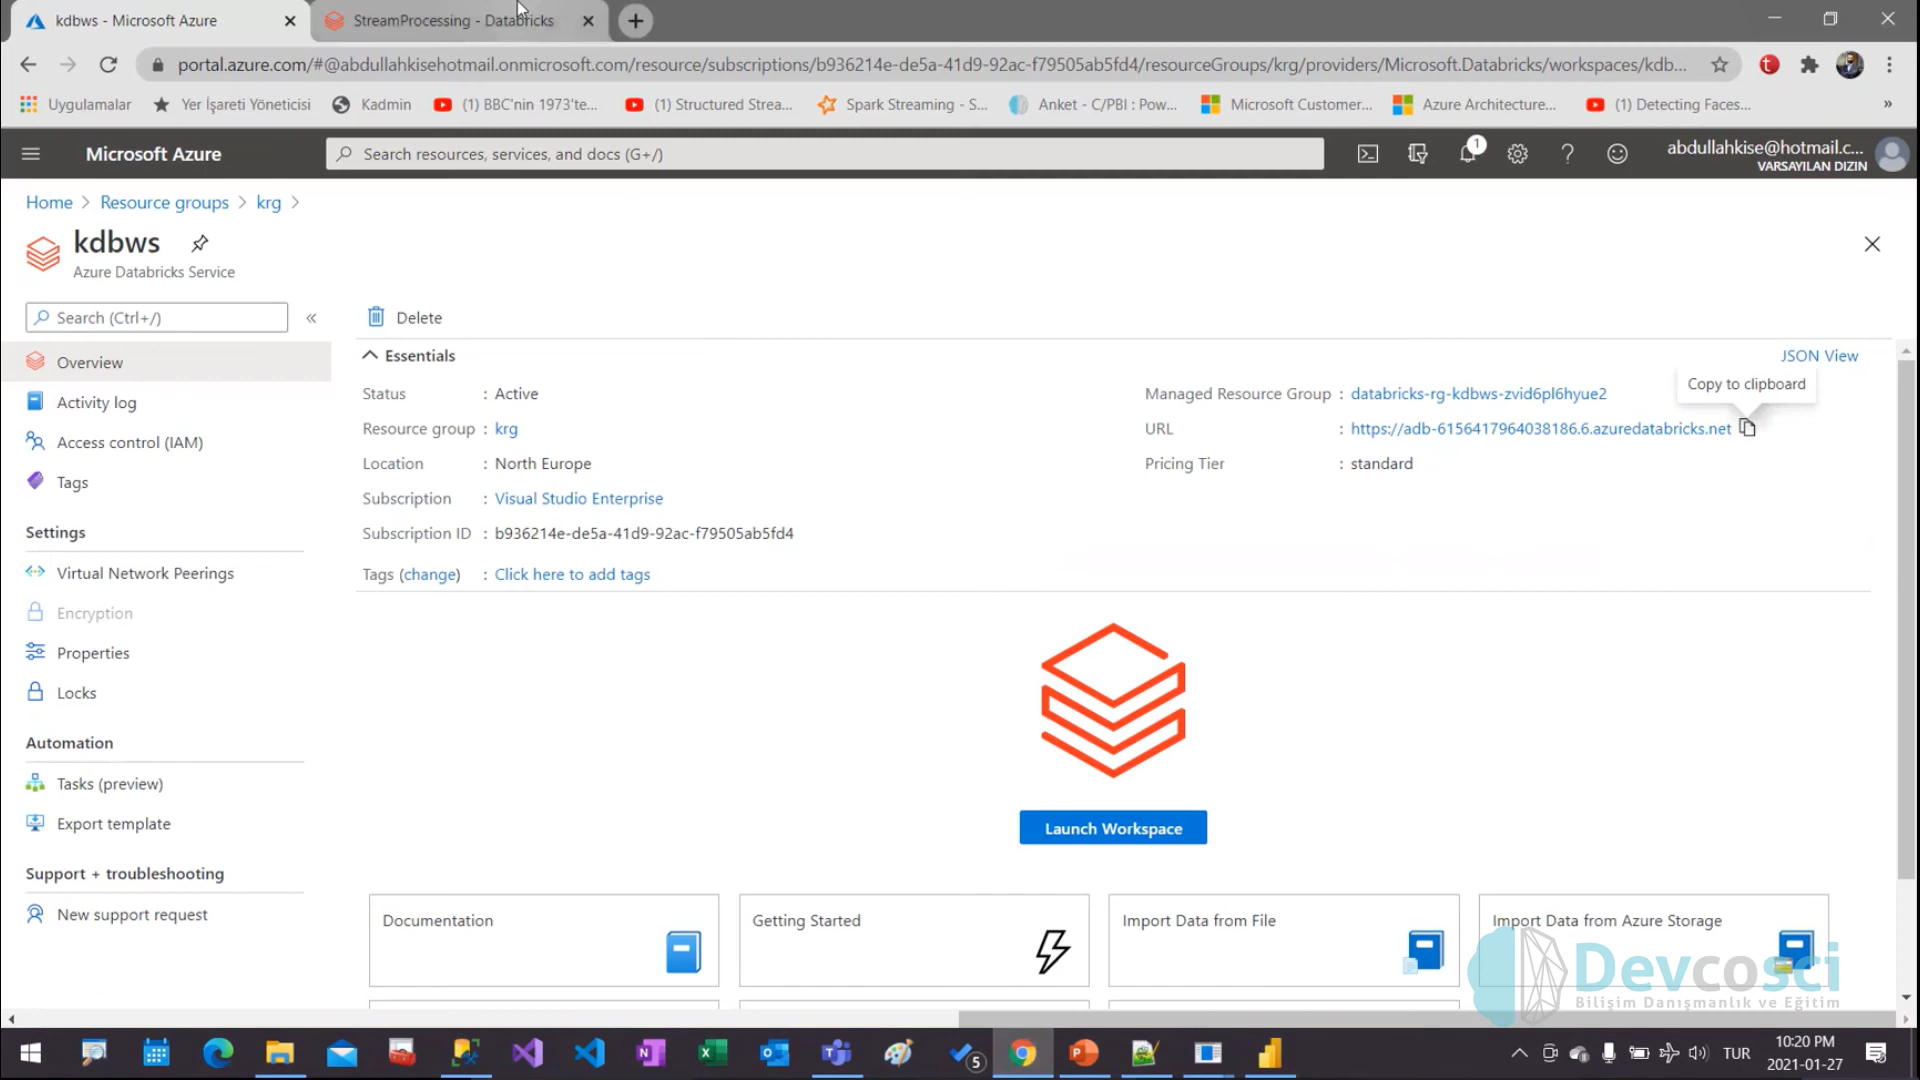 kdbws - Microsoft Azure
StreamProcessing - Databricks
portal.azure.com/#@abdullahkisehotmail.onmicrosoft.com/resource/subscriptions/b936214e-de5a-41d9-92ac-f79505ab5fd4/resourceGroups/krg/providers/Microsoft.Databricks/workspaces/kdb...
Uygulamalar
Yer İşareti Yöneticisi
Kadmin
(1) BBC'nin 1973'te...
(1) Structured Strea...
Spark Streaming - S...
Anket - C/PBI : Pow...
Microsoft Customer...
Azure Architecture...
(1) Detecting Faces...
»
Microsoft Azure
Search resources, services, and docs (G+/)
1
abdullahkise@hotmail.c...
VARSAYILAN DIZIN
Home > Resource groups > krg >
kdbws
Azure Databricks Service
Search (Ctrl+/)
«
Delete
Overview
Activity log
Access control (IAM)
Tags
Settings
Virtual Network Peerings
Encryption
Properties
Locks
Automation
Tasks (preview)
Export template
Support + troubleshooting
New support request
Essentials
JSON View
Copy to clipboard
Status : Active
Resource group : krg
Location : North Europe
Subscription : Visual Studio Enterprise
Subscription ID : b936214e-de5a-41d9-92ac-f79505ab5fd4
Tags (change) : Click here to add tags
Managed Resource Group : databricks-rg-kdbws-zvid6pl6hyue2
URL : https://adb-6156417964038186.6.azuredatabricks.net
Pricing Tier : standard
Launch Workspace
Documentation
Getting Started
Import Data from File
Import Data from Azure Storage
Devcosci
Bilişim Danışmanlık ve Eğitim
5
TUR
10:20 PM
2021-01-27